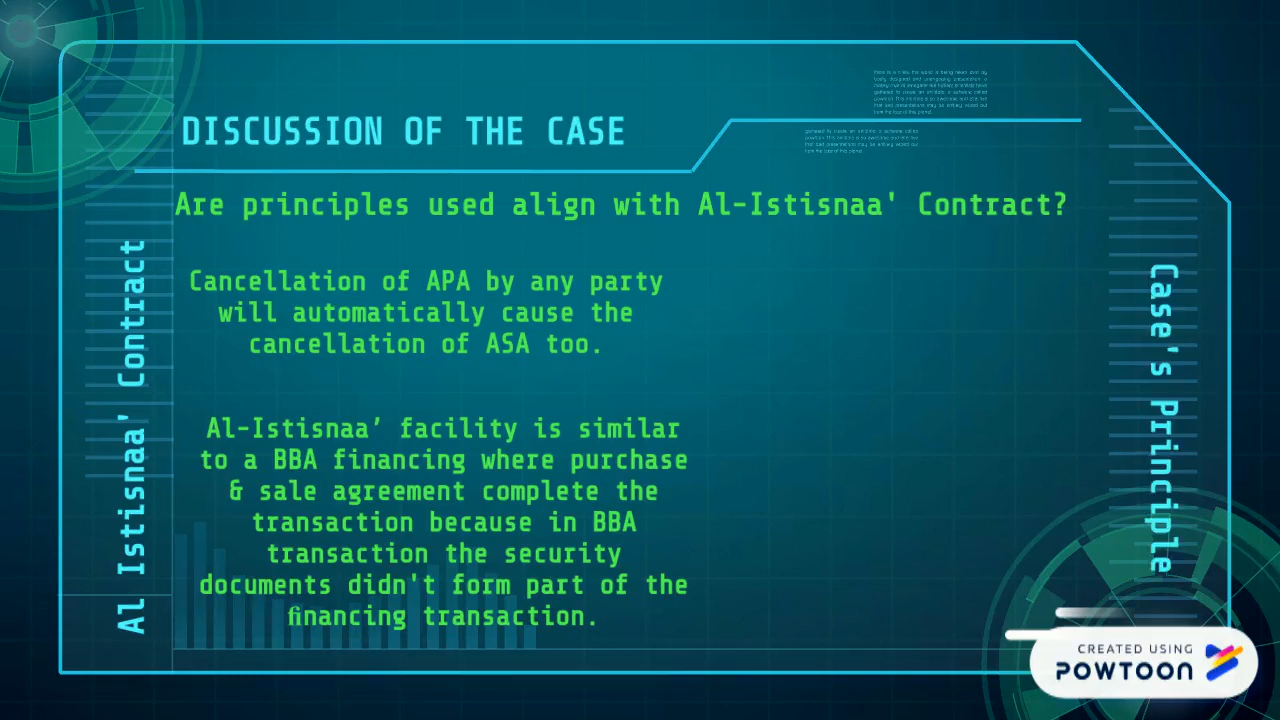 DISCUSSION OF THE CASE
Are principles used align with Al-Istisnaa' Contract?
Al Istisnaa' Contract
Cancellation of APA by any party
will automatically cause the
cancellation of ASA too.
Al-Istisnaa’ facility is similar
to a BBA financing where purchase
& sale agreement complete the
transaction because in BBA
transaction the security
documents didn't form part of the
financing transaction.
Case's Principle
CREATED USING
POWTOON